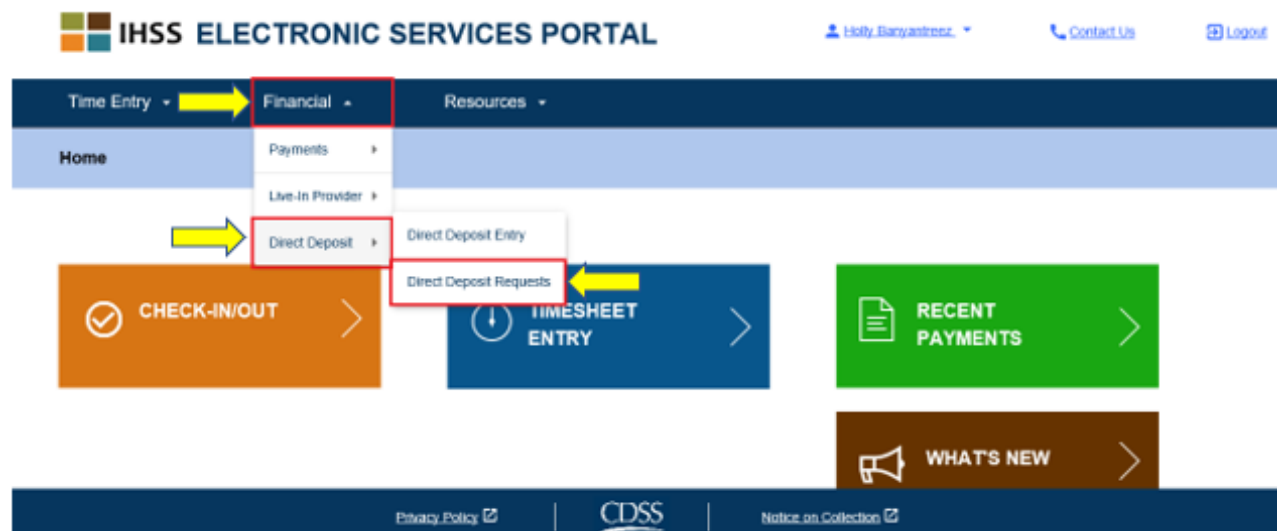 IHSS ELECTRONIC SERVICES PORTAL
Holly Banyantreez
Contact Us
Logout
Time Entry
Financial
Resources
Home
Payments
Live-In Provider
Direct Deposit
Direct Deposit Entry
Direct Deposit Requests
CHECK-IN/OUT
TIMESHEET
ENTRY
RECENT
PAYMENTS
WHAT'S NEW
Privacy Policy
CDSS
Notice on Collection